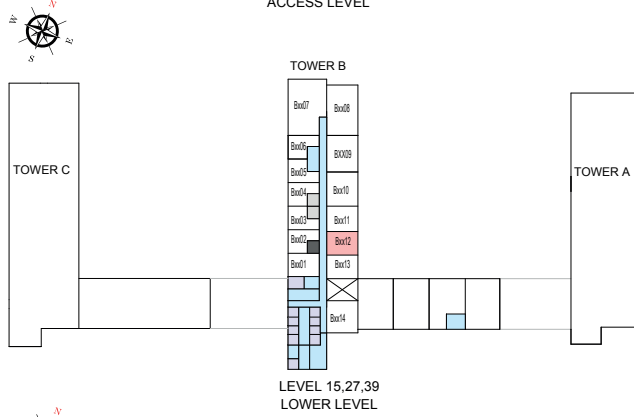 ACCESS LEVEL
N
W
E
S
TOWER B
Bxx07
Bxx08
TOWER C
Bxx06
BXX09
TOWER A
Bxx05
Bxx04
Bxx10
Bxx03
Bxx11
Bxx02
Bxx12
Bxx01
Bxx13
Bxx14
LEVEL 15,27,39
LOWER LEVEL
N